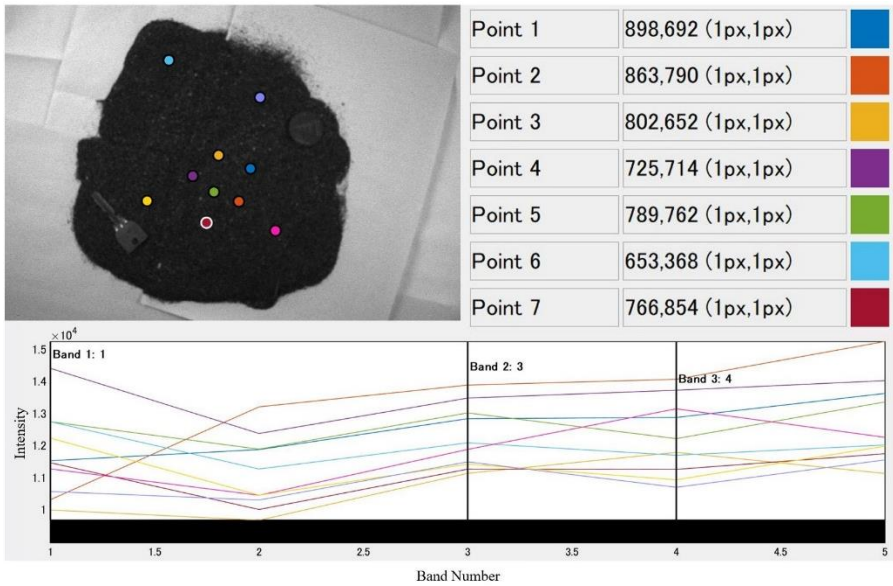 Point 1 898,692 (1px,1px)
Point 2 863,790 (1px,1px)
Point 3 802,652 (1px,1px)
Point 4 725,714 (1px,1px)
Point 5 789,762 (1px,1px)
Point 6 653,368 (1px,1px)
Point 7 766,854 (1px,1px)
×10⁴
Band 1: 1
Band 2: 3
Band 3: 4
1.5
1.4
1.3
1.2
1.1
1
Intensity
1 1.5 2 2.5 3 3.5 4 4.5 5
Band Number